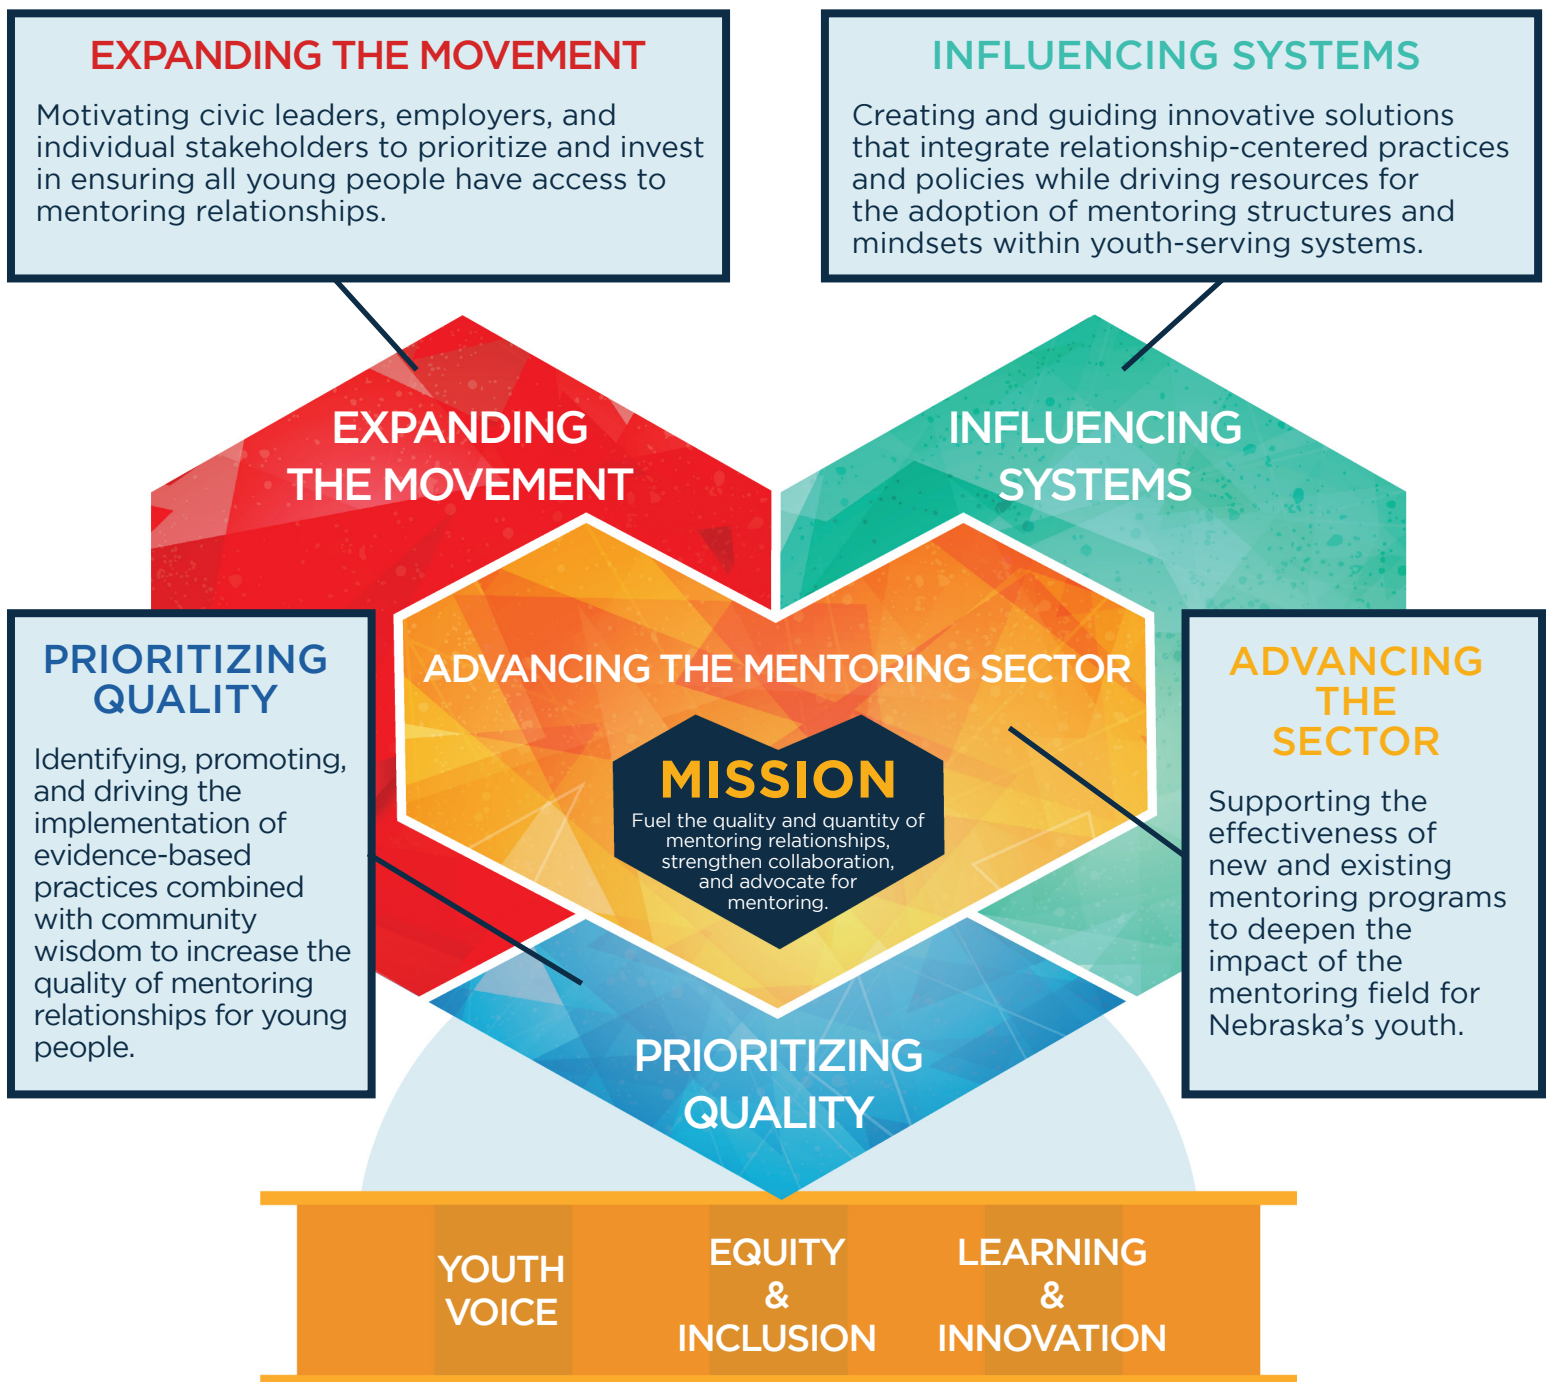 EXPANDING THE MOVEMENT
Motivating civic leaders, employers, and
individual stakeholders to prioritize and invest
in ensuring all young people have access to
mentoring relationships.
INFLUENCING SYSTEMS
Creating and guiding innovative solutions
that integrate relationship-centered practices
and policies while driving resources for
the adoption of mentoring structures and
mindsets within youth-serving systems.
EXPANDING
THE MOVEMENT
INFLUENCING
SYSTEMS
PRIORITIZING
QUALITY
Identifying, promoting,
and driving the
implementation of
evidence-based
practices combined
with community
wisdom to increase the
quality of mentoring
relationships for young
people.
ADVANCING THE MENTORING SECTOR
MISSION
Fuel the quality and quantity of
mentoring relationships,
strengthen collaboration,
and advocate for
mentoring.
ADVANCING
THE
SECTOR
Supporting the
effectiveness of
new and existing
mentoring programs
to deepen the
impact of the
mentoring field for
Nebraska’s youth.
PRIORITIZING
QUALITY
YOUTH
VOICE
EQUITY
&
INCLUSION
LEARNING
&
INNOVATION